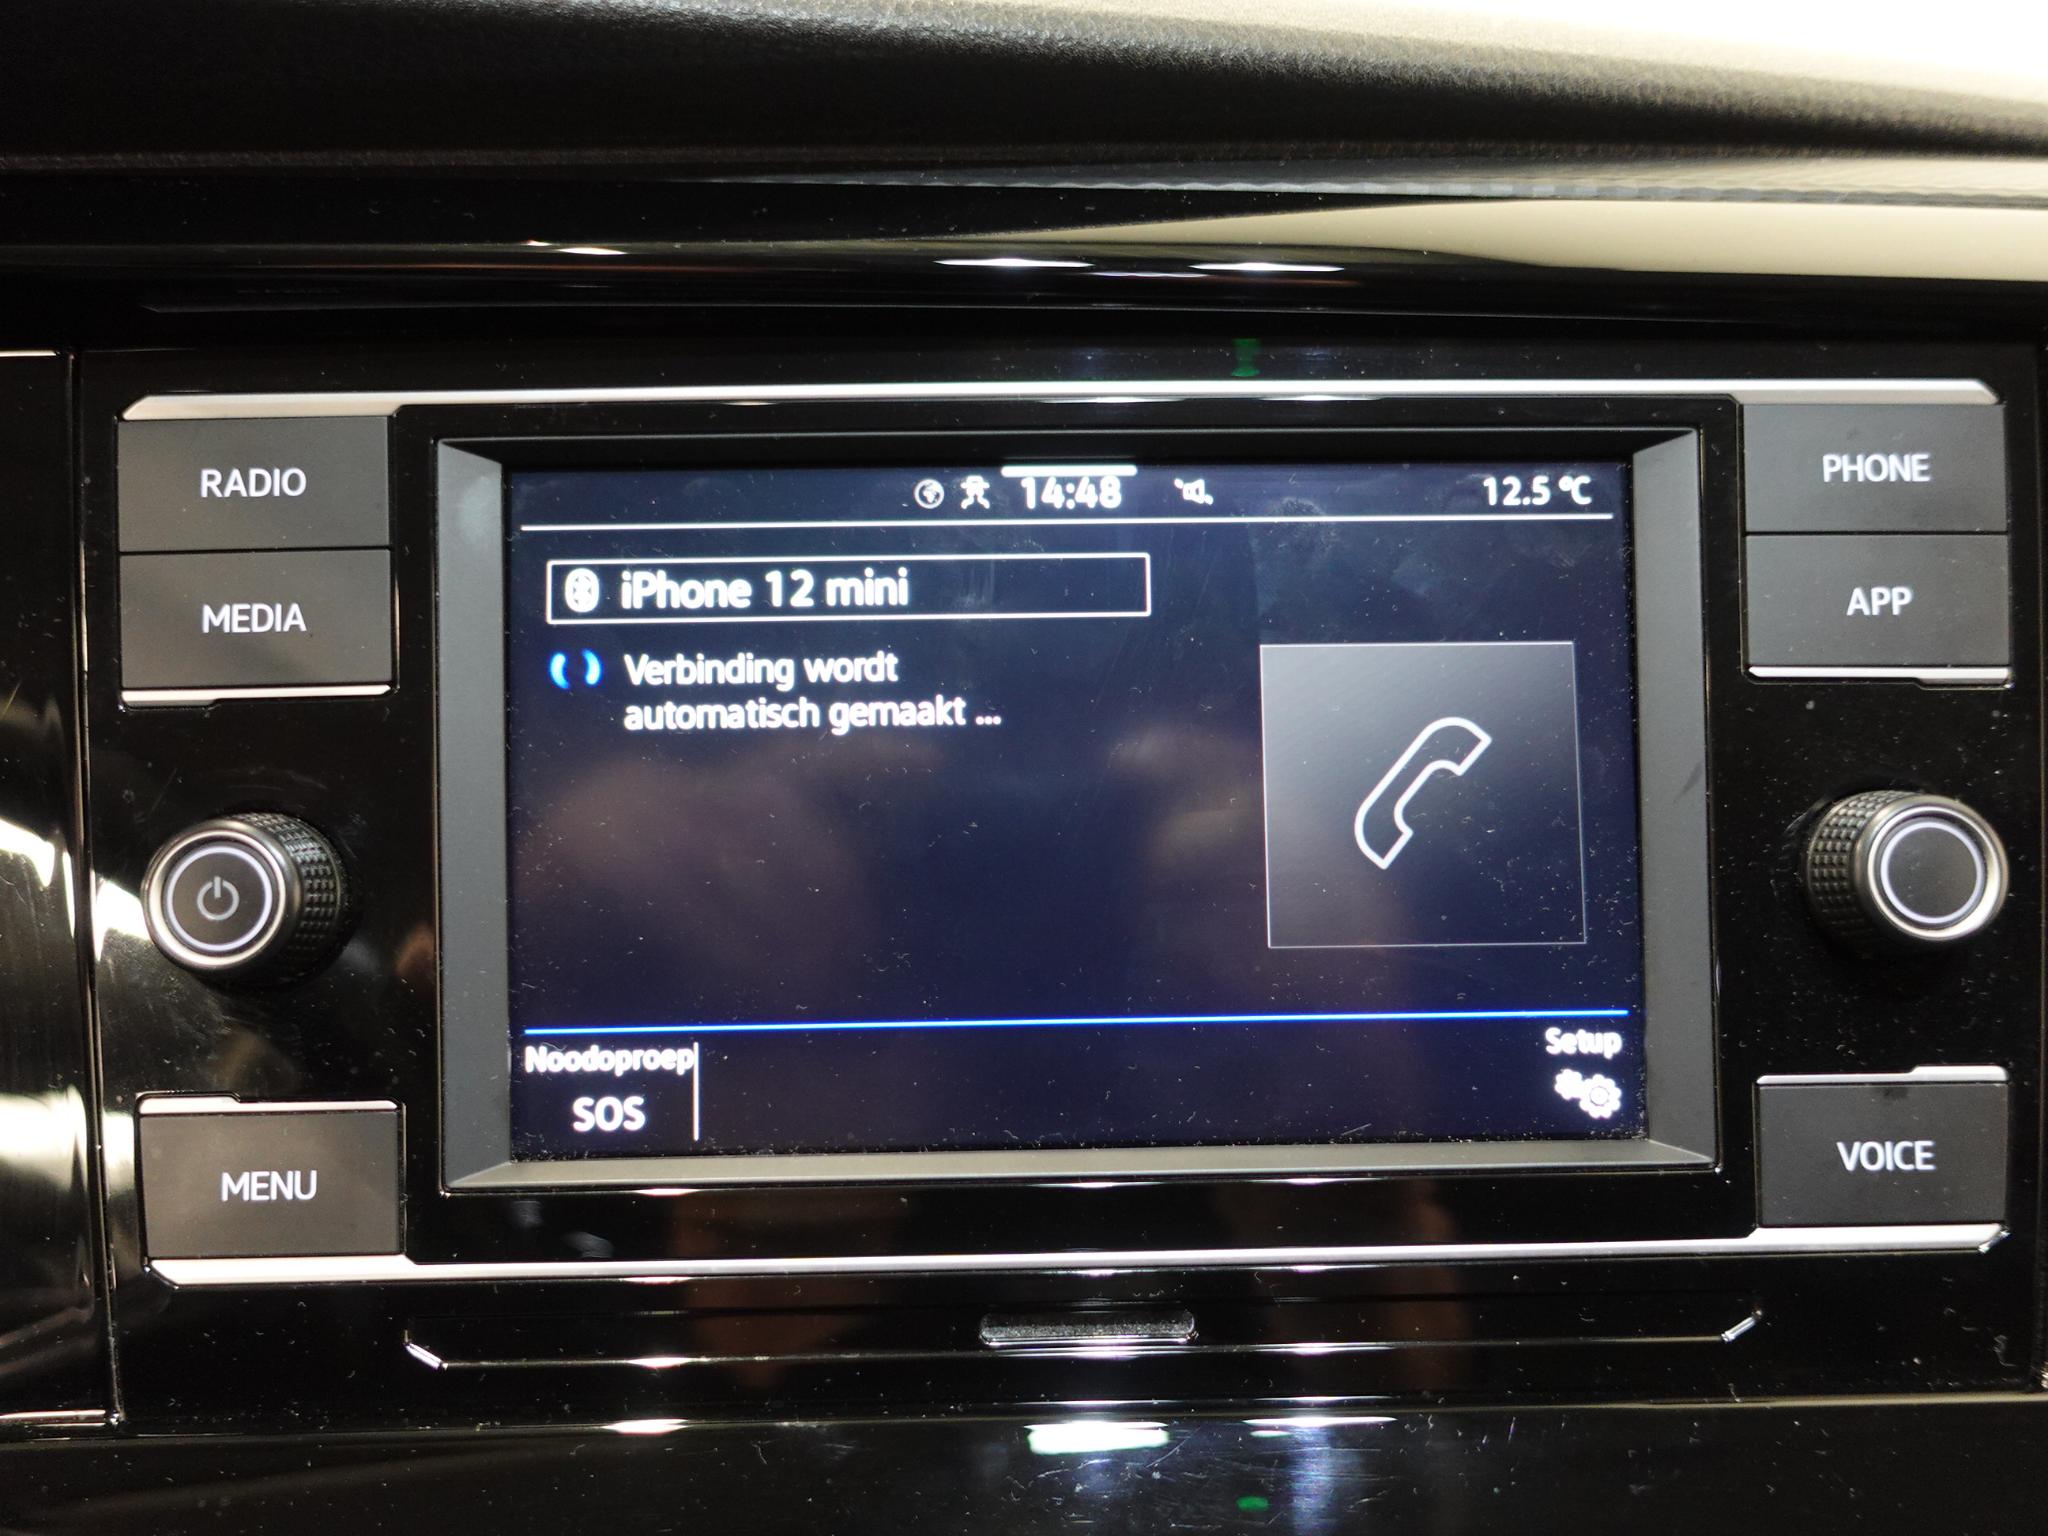 RADIO
MEDIA
MENU
14:48
12.5 °C
iPhone 12 mini
Verbinding wordt
automatisch gemaakt ...
Noodoproep
SOS
Setup
PHONE
APP
VOICE